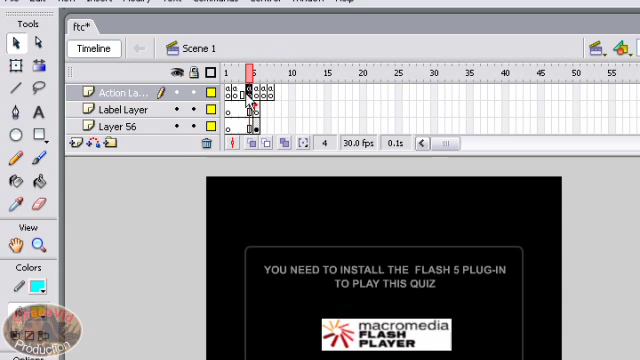 Tools
ftc*
Timeline
Scene 1
1 5 10 15 20 25 30 35 40 45 50 55
Action La...
Label Layer
Layer 56
4 30.0 fps 0.1s
View
Colors
Production
Options
YOU NEED TO INSTALL THE FLASH 5 PLUG-IN
TO PLAY THIS QUIZ
macromedia
FLASH
PLAYER